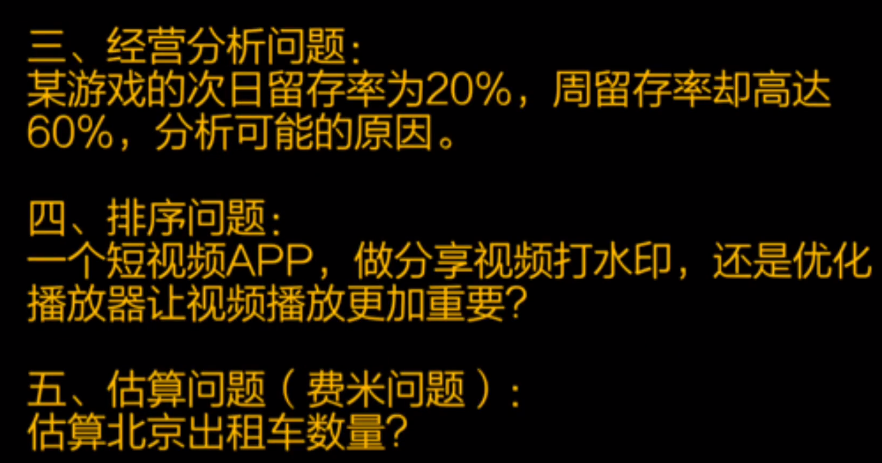 三、经营分析问题：
某游戏的次日留存率为20%，周留存率却高达
60%，分析可能的原因。
四、排序问题：
一个短视频APP，做分享视频打水印，还是优化
播放器让视频播放更加重要？
五、估算问题（费米问题）：
估算北京出租车数量？